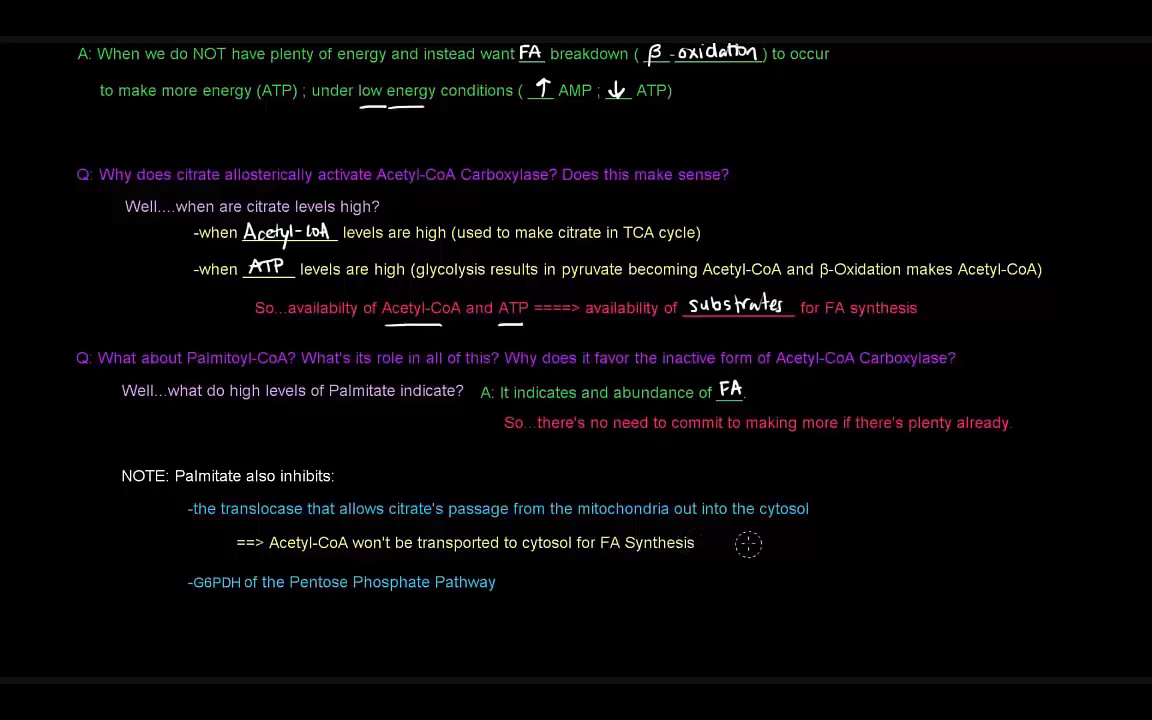 A: When we do NOT have plenty of energy and instead want FA breakdown ( β - oxidation ) to occur
to make more energy (ATP) ; under low energy conditions ( ↑ AMP ; ↓ ATP)
Q: Why does citrate allosterically activate Acetyl-CoA Carboxylase? Does this make sense?
Well....when are citrate levels high?
-when Acetyl-CoA levels are high (used to make citrate in TCA cycle)
-when ATP levels are high (glycolysis results in pyruvate becoming Acetyl-CoA and β-Oxidation makes Acetyl-CoA)
So...availabilty of Acetyl-CoA and ATP ====> availability of substrates for FA synthesis
Q: What about Palmitoyl-CoA? What's its role in all of this? Why does it favor the inactive form of Acetyl-CoA Carboxylase?
Well...what do high levels of Palmitate indicate? A: It indicates and abundance of FA.
So...there's no need to commit to making more if there's plenty already.
NOTE: Palmitate also inhibits:
-the translocase that allows citrate's passage from the mitochondria out into the cytosol
==> Acetyl-CoA won't be transported to cytosol for FA Synthesis
-G6PDH of the Pentose Phosphate Pathway